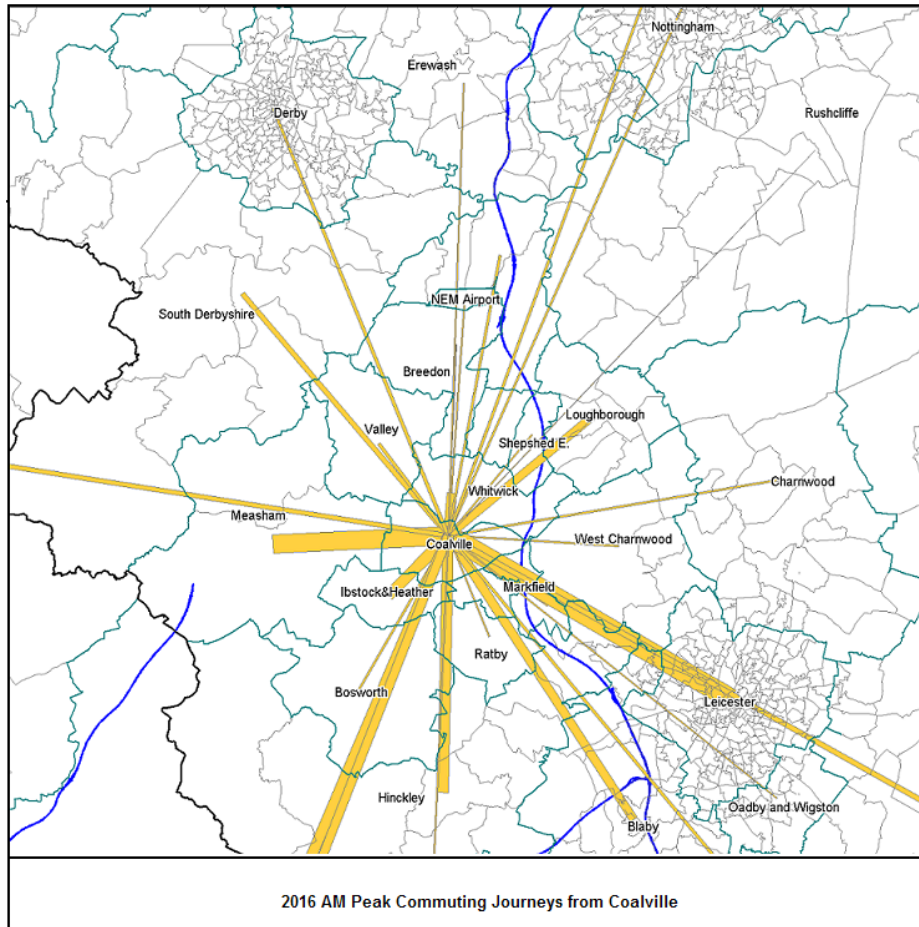 Nottingham
Erewash
Derby
Rushcliffe
NEM Airport
South Derbyshire
Breedon
Loughborough
Valley
Shepshed E.
Whitwick
Charnwood
Measham
West Charnwood
Coalville
Markfield
Ibstock&Heather
Ratby
Bosworth
Leicester
Hinckley
Oadby and Wigston
Blaby
2016 AM Peak Commuting Journeys from Coalville